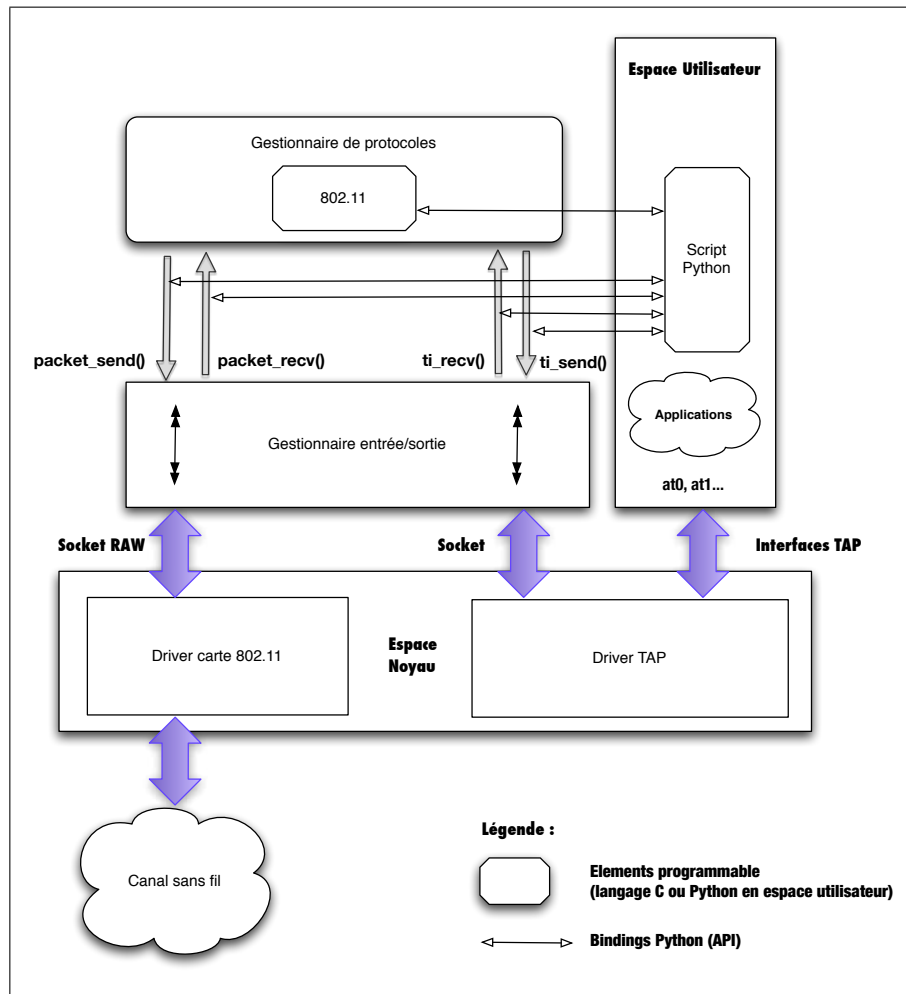 Espace Utilisateur
Gestionnaire de protocoles
802.11
Script
Python
packet_send()
packet_recv()
ti_recv()
ti_send()
Applications
Gestionnaire entrée/sortie
at0, at1...
Socket RAW
Socket
Interfaces TAP
Driver carte 802.11
Espace
Noyau
Driver TAP
Canal sans fil
Légende :
Elements programmable
(langage C ou Python en espace utilisateur)
Bindings Python (API)